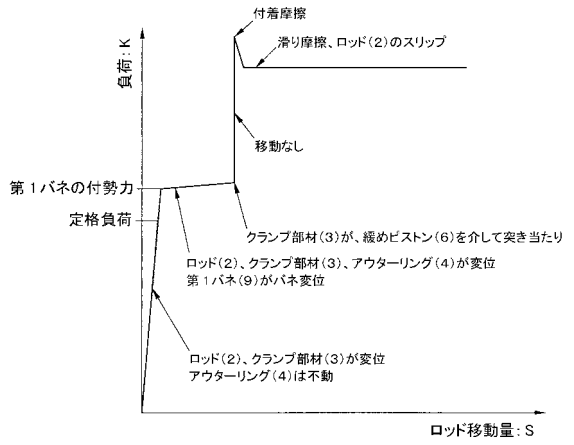 付着摩擦
滑り摩擦、ロッド(2)のスリップ
負荷:K
移動なし
第1バネの付勢力
定格負荷
クランプ部材(3)が、緩めピストン(6)を介して突き当たり
ロッド(2)、クランプ部材(3)、アウターリング(4)が変位
第1バネ(9)がバネ変位
ロッド(2)、クランプ部材(3)が変位
アウターリング(4)は不動
ロッド移動量:S